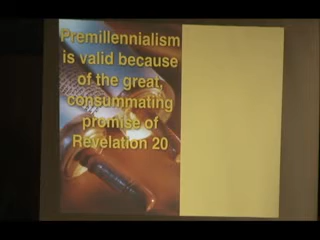 Premillennialism
is valid because
of the great,
consummating
promise of
Revelation 20